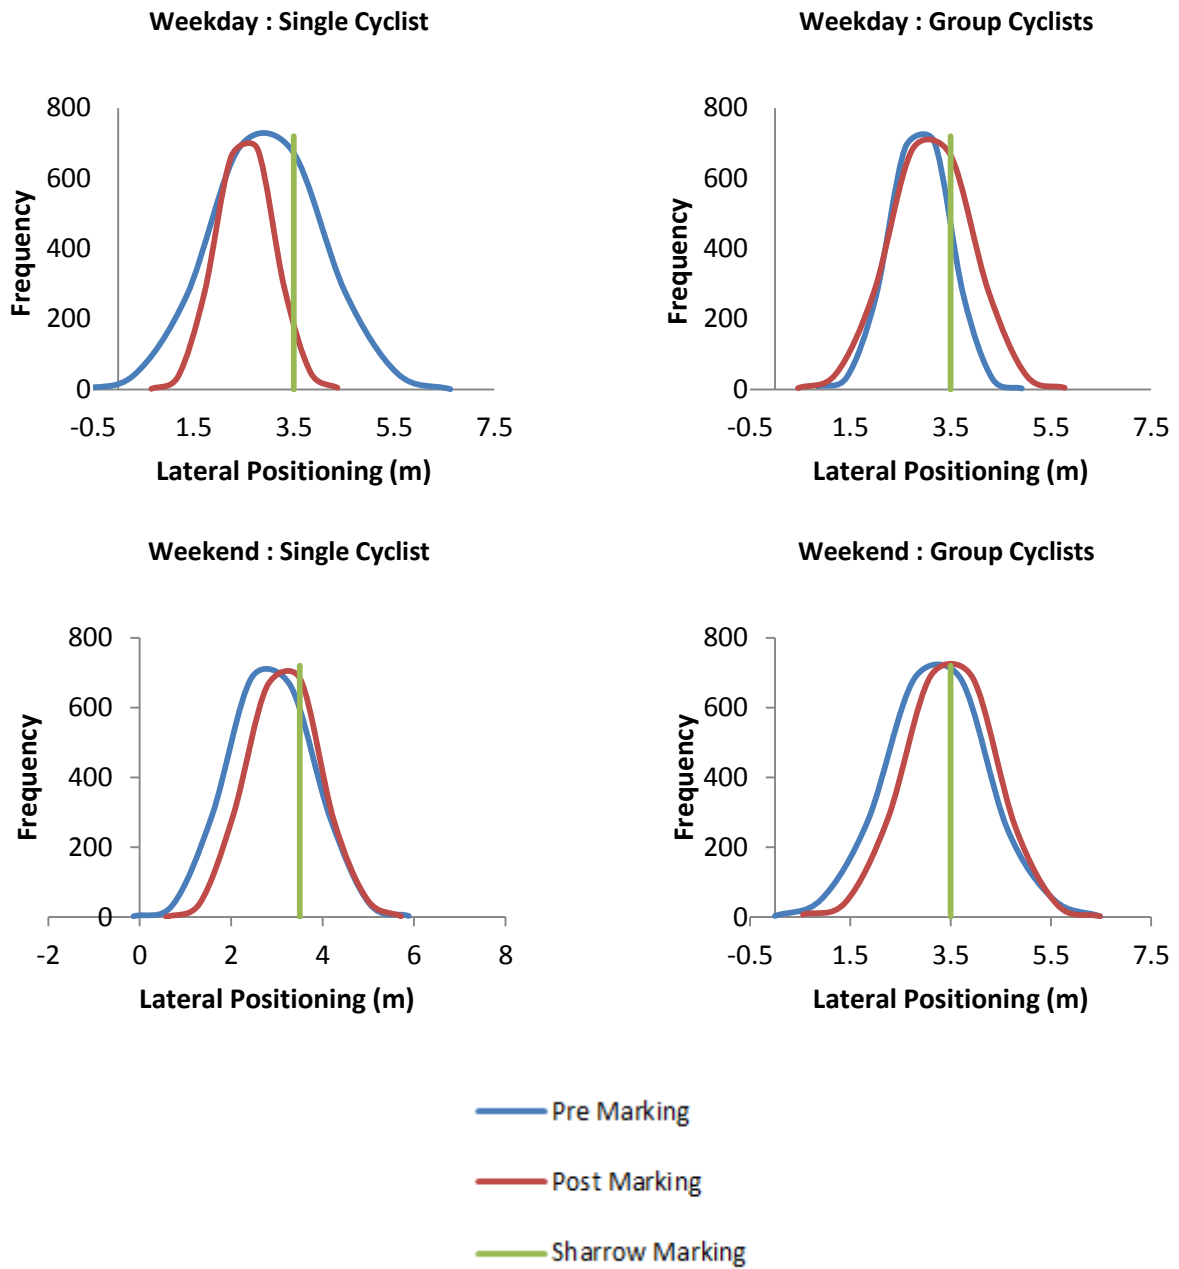 Weekday : Single Cyclist
800
600
400
200
0
Frequency
-0.5 1.5 3.5 5.5 7.5
Lateral Positioning (m)
Weekday : Group Cyclists
800
600
400
200
0
Frequency
-0.5 1.5 3.5 5.5 7.5
Lateral Positioning (m)
Weekend : Single Cyclist
800
600
400
200
0
Frequency
-2 0 2 4 6 8
Lateral Positioning (m)
Weekend : Group Cyclists
800
600
400
200
0
Frequency
-0.5 1.5 3.5 5.5 7.5
Lateral Positioning (m)
Pre Marking
Post Marking
Sharrow Marking